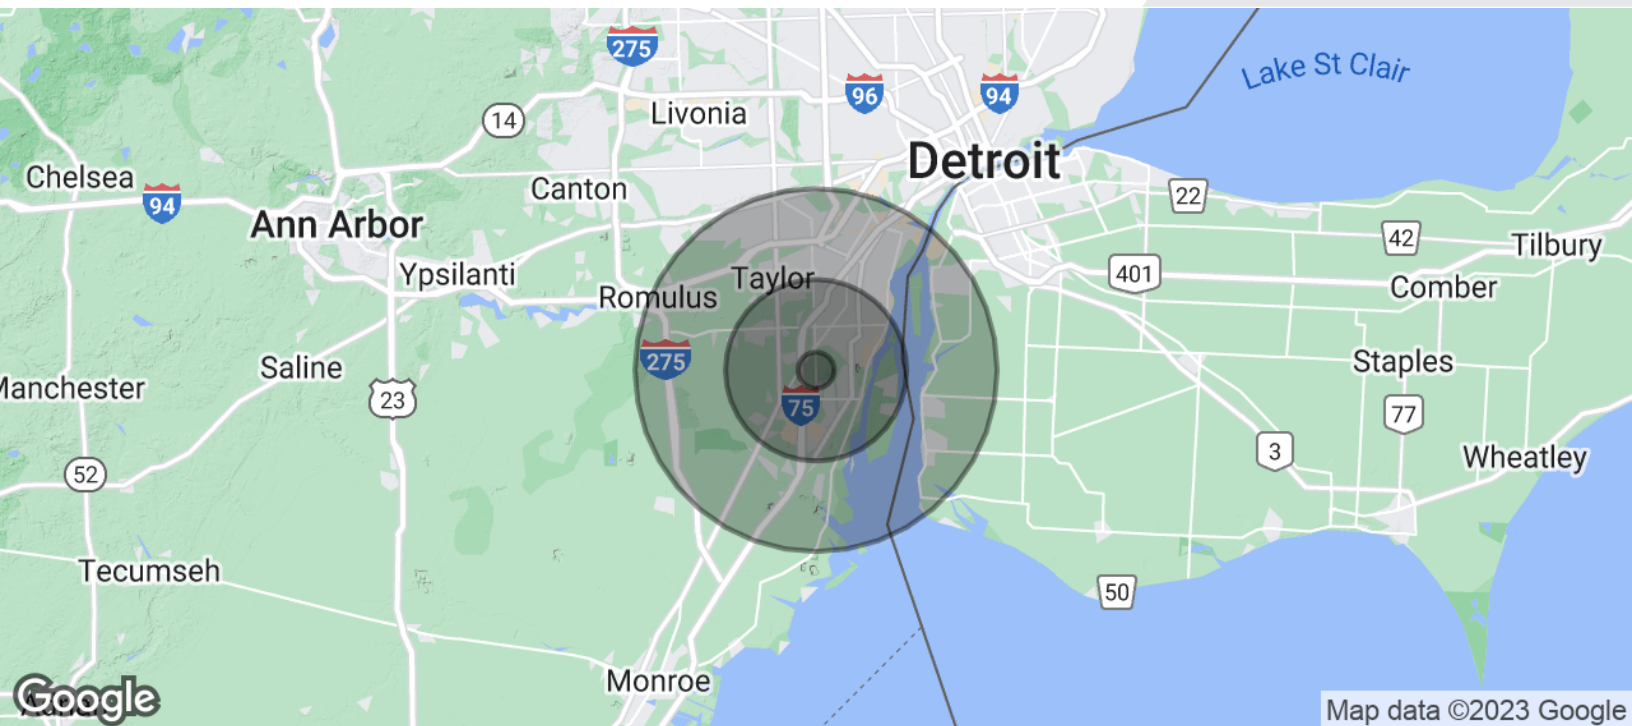 275
96
94
Lake St Clair
Livonia
14
Detroit
Chelsea
94
Canton
22
Ann Arbor
42
Tilbury
Ypsilanti
Taylor
401
Romulus
Comber
275
Saline
Staples
Manchester
23
75
77
3
Wheatley
52
Tecumseh
50
Monroe
Google
Adrian
Map data ©2023 Google